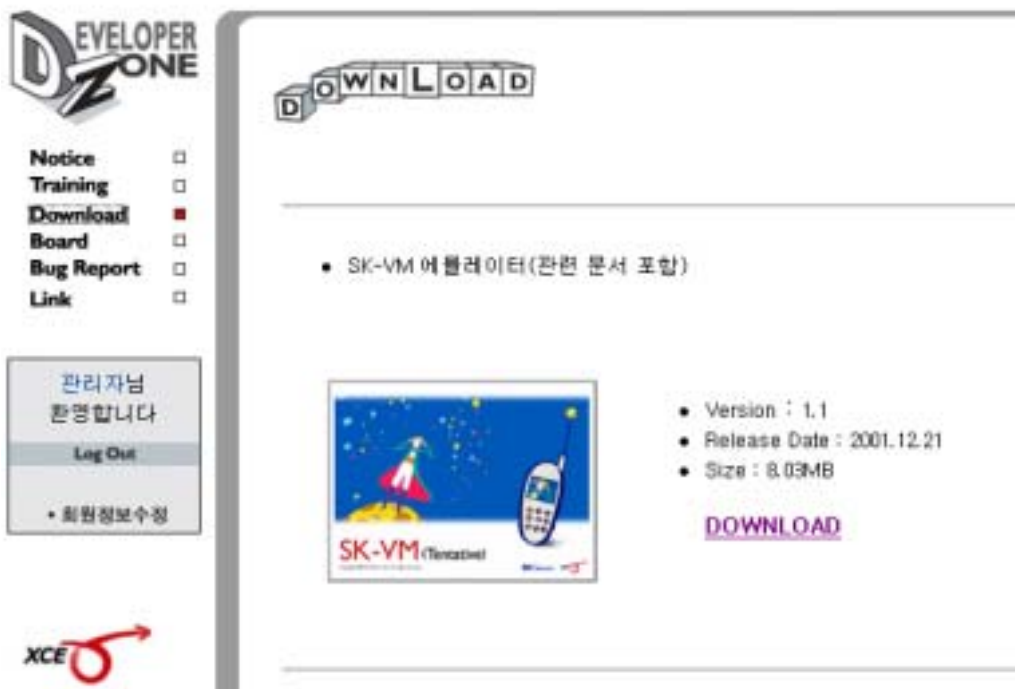 DEVELOPER
ZONE
Notice
Training
Download
Board
Bug Report
Link
관리자님
환영합니다
Log Out
• 회원정보수정
XCE
DOWNLOAD
• SK-VM 에뮬레이터(관련 문서 포함)
SK-VM (Tentative)
• Version : 1.1
• Release Date : 2001.12.21
• Size : 8.03MB
DOWNLOAD